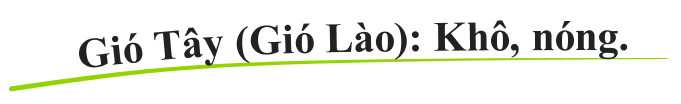 Gió Tây (Gió Lào): Khô, nóng.